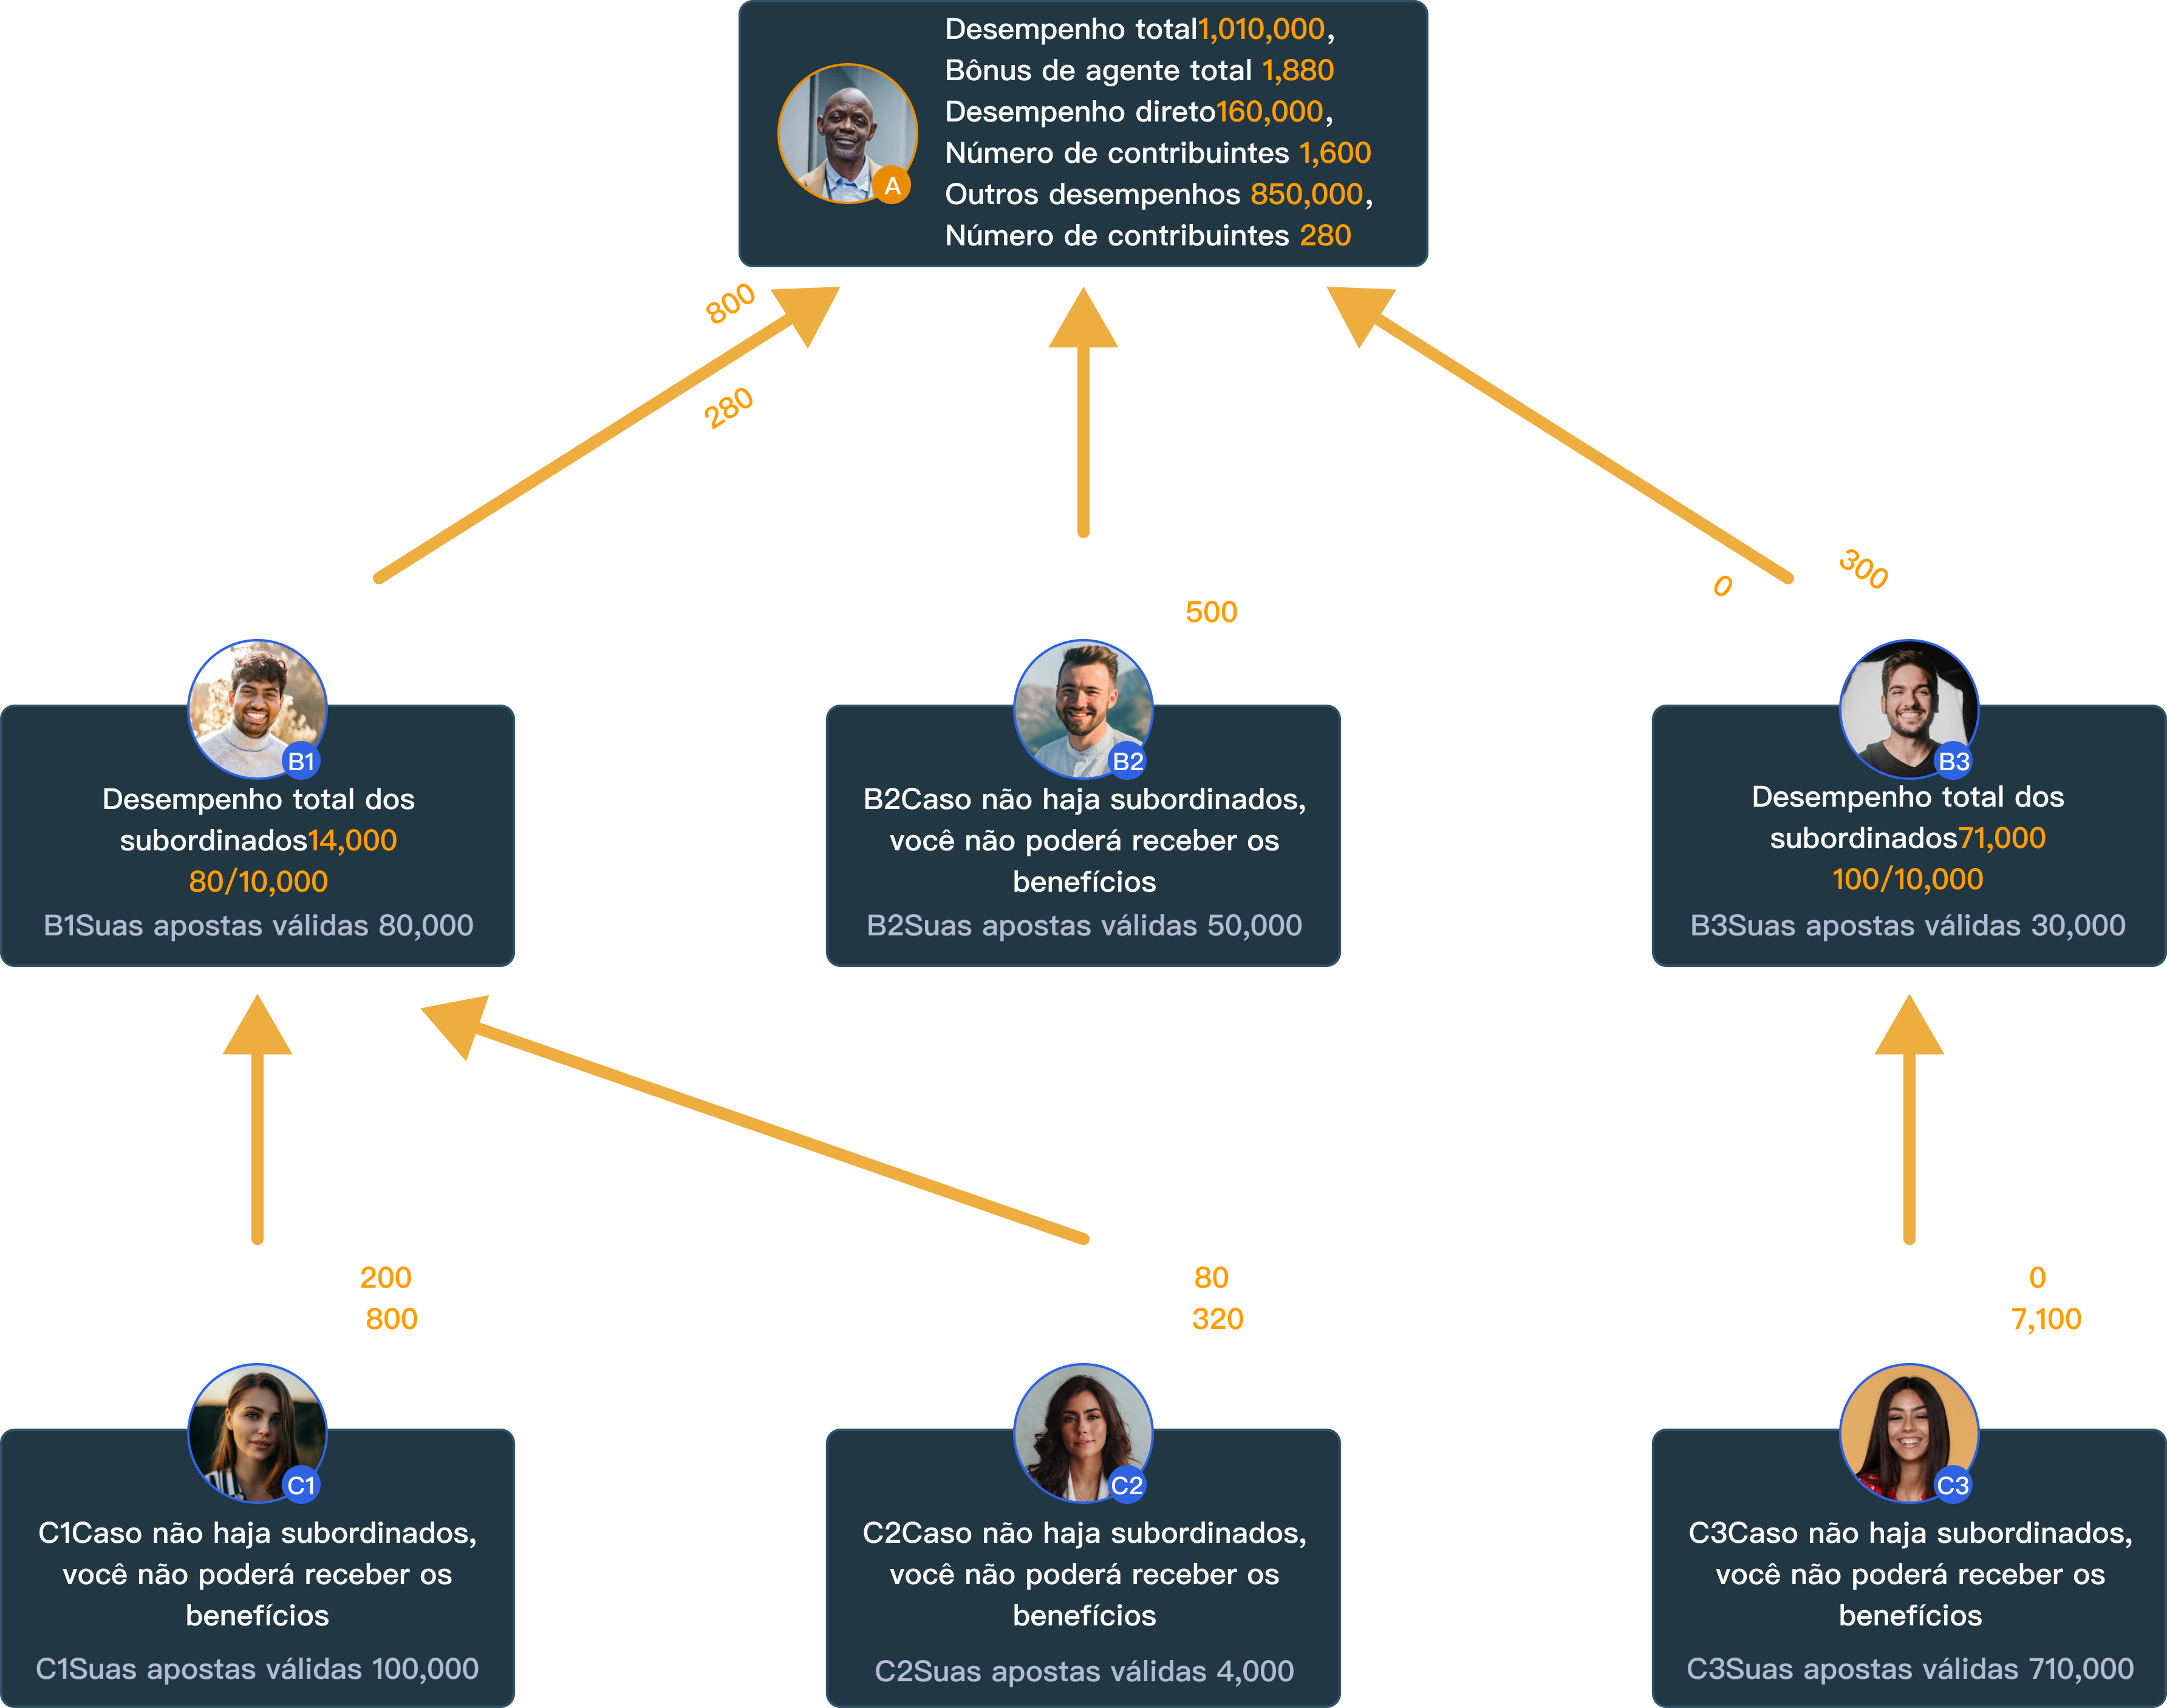 Desempenho total1,010,000,
Bônus de agente total 1,880
Desempenho direto160,000,
Número de contribuintes 1,600
Outros desempenhos 850,000,
Número de contribuintes 280
A
800
280
500
0
300
B1
Desempenho total dos
subordinados14,000
80/10,000
B1Suas apostas válidas 80,000
B2
B2Caso não haja subordinados,
você não poderá receber os
benefícios
B2Suas apostas válidas 50,000
B3
Desempenho total dos
subordinados71,000
100/10,000
B3Suas apostas válidas 30,000
200
800
80
320
0
7,100
C1
C1Caso não haja subordinados,
você não poderá receber os
benefícios
C1Suas apostas válidas 100,000
C2
C2Caso não haja subordinados,
você não poderá receber os
benefícios
C2Suas apostas válidas 4,000
C3
C3Caso não haja subordinados,
você não poderá receber os
benefícios
C3Suas apostas válidas 710,000